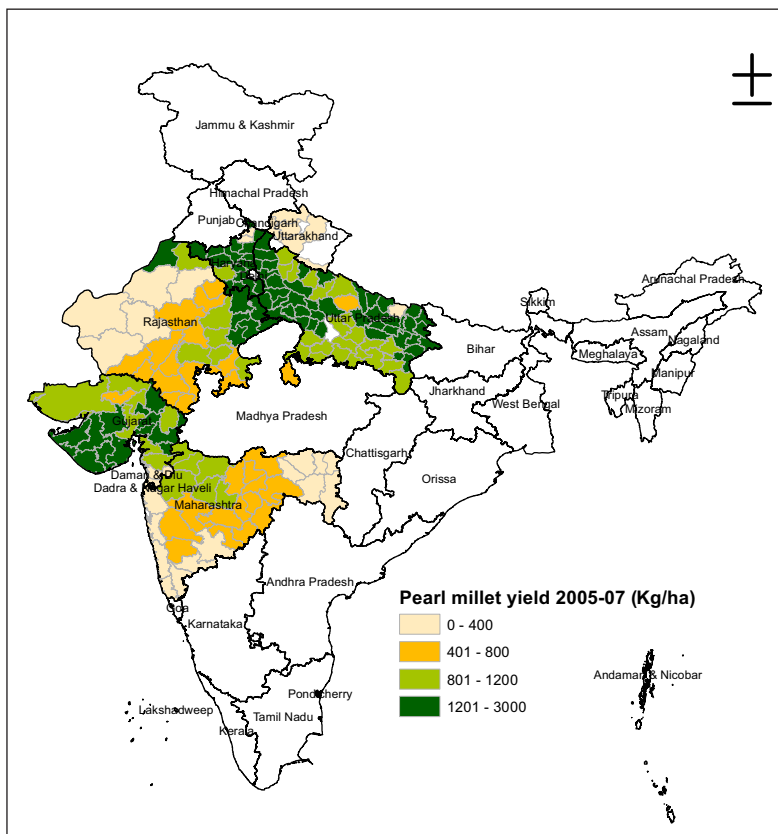 Jammu & Kashmir
Himachal Pradesh
Punjab
Chandigarh
Uttarakhand
Haryana
Delhi
Arunachal Pradesh
Sikkim
Rajasthan
Uttar Pradesh
Assam
Nagaland
Bihar
Meghalaya
Manipur
Jharkhand
Tripura
West Bengal
Mizoram
Gujarat
Madhya Pradesh
Chattisgarh
Daman & Diu
Orissa
Dadra & Nagar Haveli
Maharashtra
Andhra Pradesh
Pearl millet yield 2005-07 (Kg/ha)
Goa
Karnataka
0 - 400
401 - 800
801 - 1200
1201 - 3000
Andaman & Nicobar
Pondicherry
Lakshadweep
Tamil Nadu
Kerala